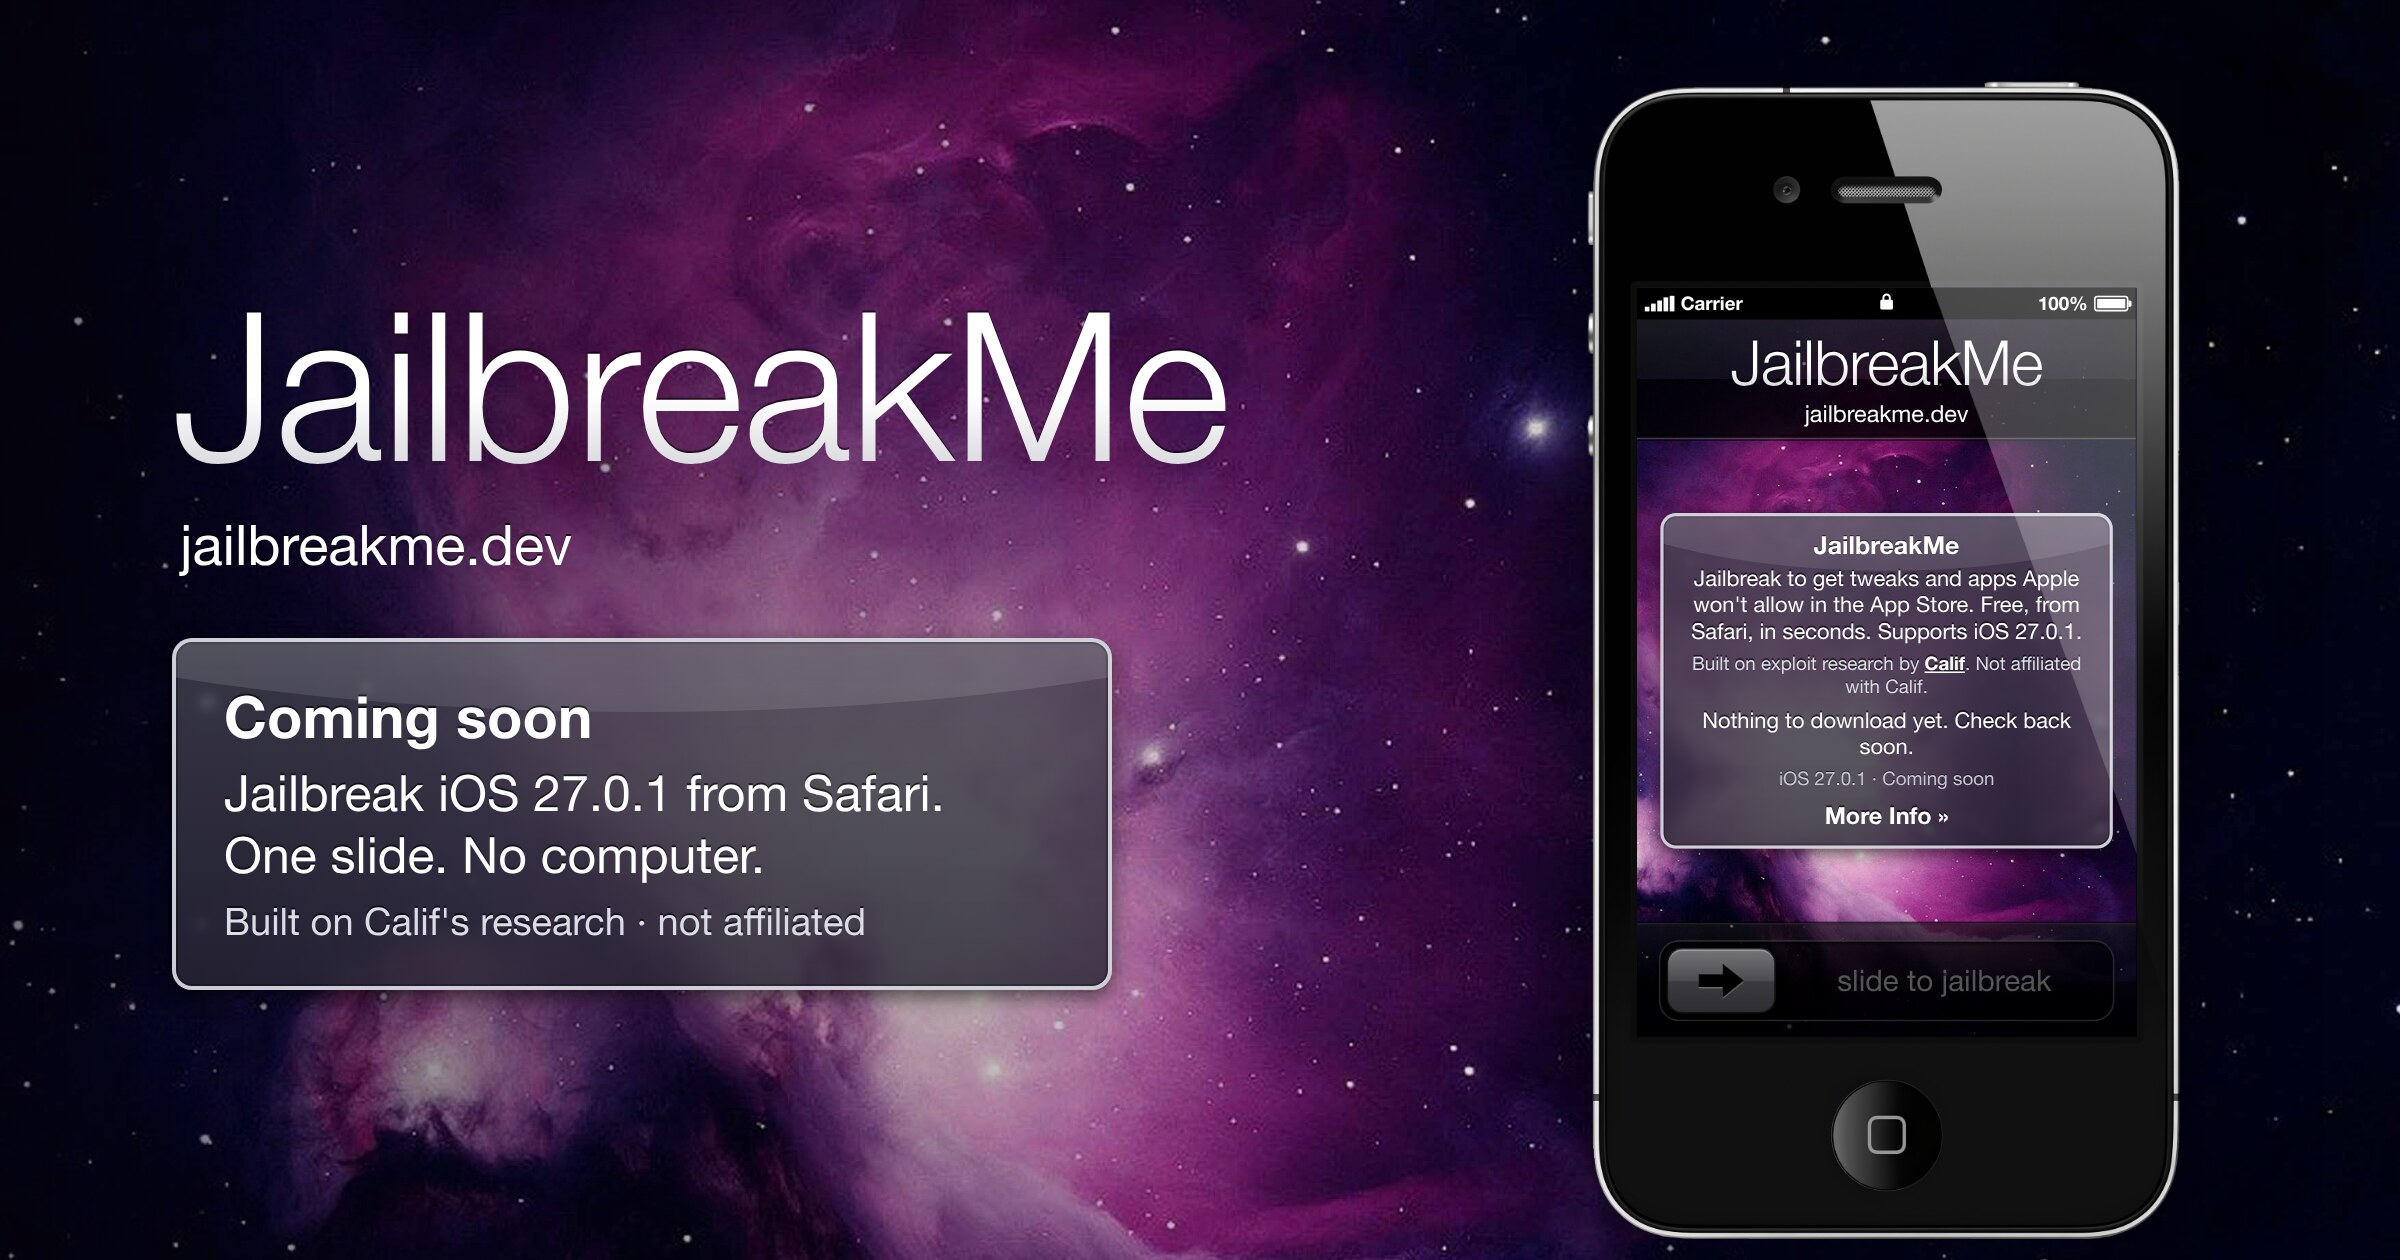 JailbreakMe
jailbreakme.dev
Coming soon
Jailbreak iOS 27.0.1 from Safari.
One slide. No computer.
Built on Calif's research · not affiliated
Carrier
100%
JailbreakMe
jailbreakme.dev
JailbreakMe
Jailbreak to get tweaks and apps Apple
won't allow in the App Store. Free, from
Safari, in seconds. Supports iOS 27.0.1.
Built on exploit research by Calif. Not affiliated
with Calif.
Nothing to download yet. Check back
soon.
iOS 27.0.1 · Coming soon
More Info »
slide to jailbreak